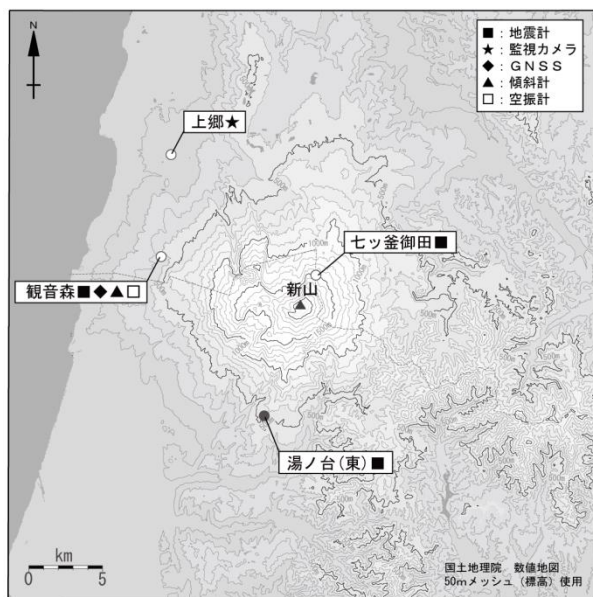 N
■：地震計
★：監視カメラ
◆：ＧＮＳＳ
▲：傾斜計
□：空振計
上郷★
七ッ釜御田■
新山
観音森■◆▲□
湯ノ台(東)■
km
0 5
国土地理院 数値地図
50mメッシュ(標高)使用
1000m
500m